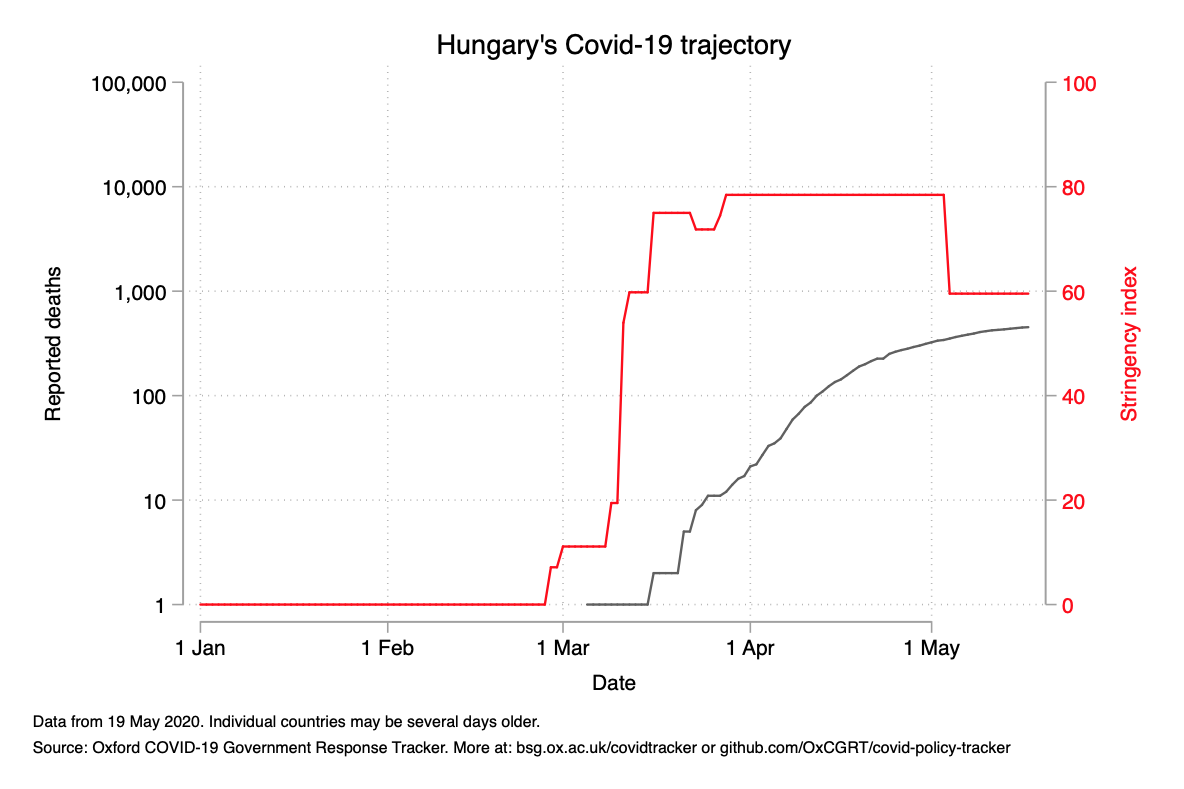 Hungary's Covid-19 trajectory
100,000
10,000
1,000
100
10
1
Reported deaths
100
80
60
40
20
0
Stringency index
1 Jan
1 Feb
1 Mar
1 Apr
1 May
Date
Data from 19 May 2020. Individual countries may be several days older.
Source: Oxford COVID-19 Government Response Tracker. More at: bsg.ox.ac.uk/covidtracker or github.com/OxCGRT/covid-policy-tracker